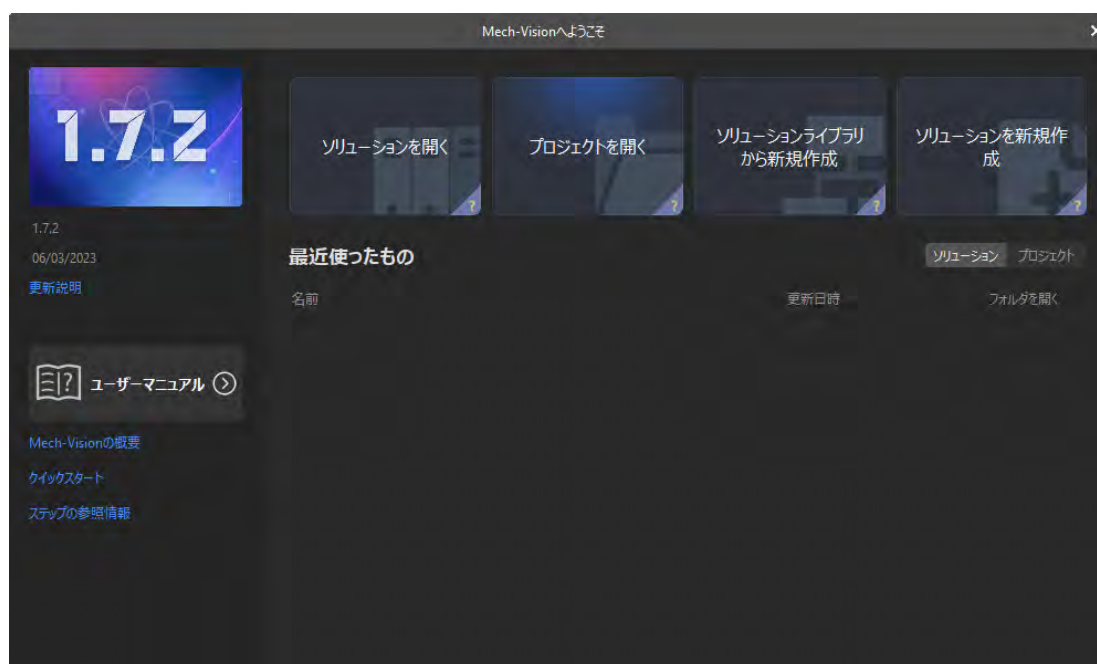 Mech-Visionへようこそ
1.7.2
1.7.2
06/03/2023
更新説明
ユーザーマニュアル
Mech-Visionの概要
クイックスタート
ステップの参照情報
ソリューションを開く
プロジェクトを開く
ソリューションライブラリ
から新規作成
ソリューションを新規作
成
最近使ったもの
ソリューション プロジェクト
名前 更新日時 フォルダを開く